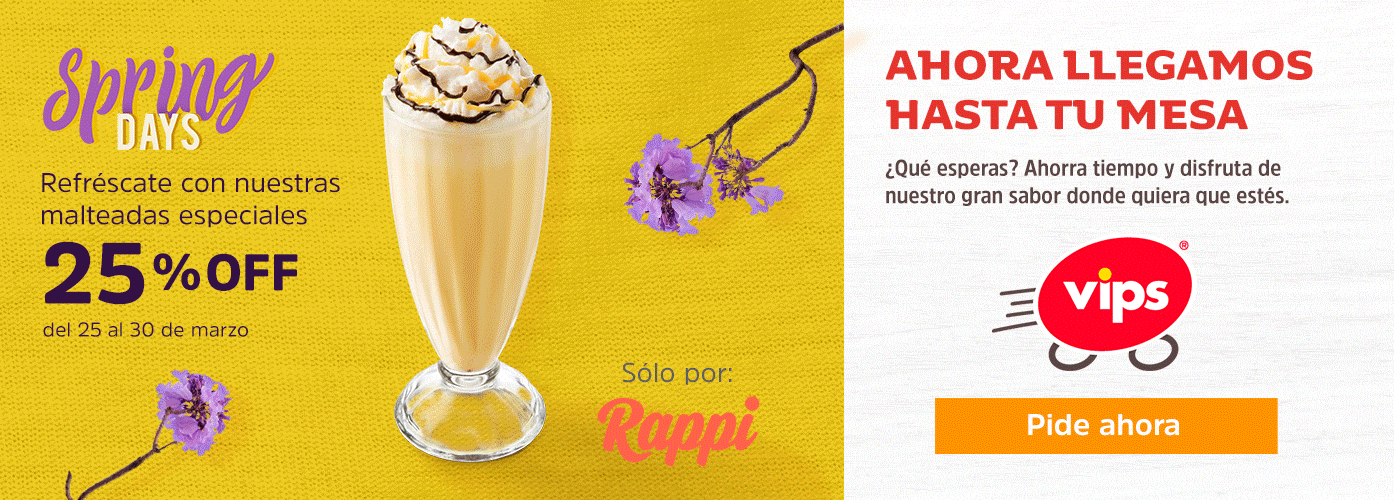 Spring
DAYS
Refréscate con nuestras
malteadas especiales
25%OFF
del 25 al 30 de marzo
Sólo por:
Rappi
AHORA LLEGAMOS
HASTA TU MESA
¿Qué esperas? Ahorra tiempo y disfruta de
nuestro gran sabor donde quiera que estés.
vips®
Pide ahora